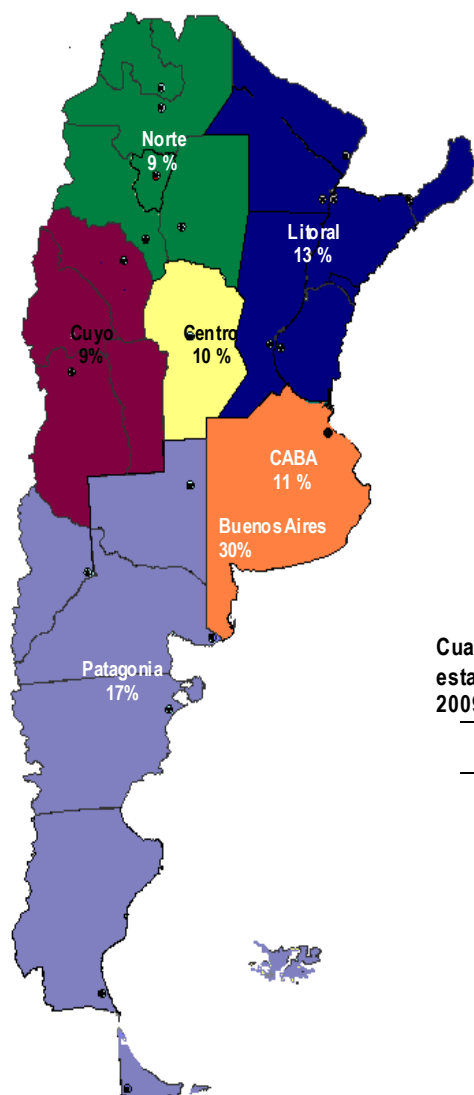 Norte
9 %
Litoral
13 %
Cuyo
9%
Centro
10 %
CABA
11 %
Buenos Aires
30%
Patagonia
17%